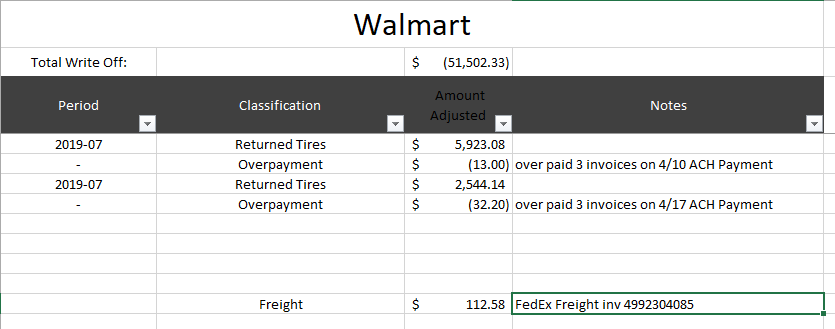 Walmart
Total Write Off: $ (51,502.33)
Period Classification Amount Adjusted Notes
2019-07 Returned Tires $ 5,923.08
- Overpayment $ (13.00) over paid 3 invoices on 4/10 ACH Payment
2019-07 Returned Tires $ 2,544.14
- Overpayment $ (32.20) over paid 3 invoices on 4/17 ACH Payment
Freight $ 112.58 FedEx Freight inv 4992304085